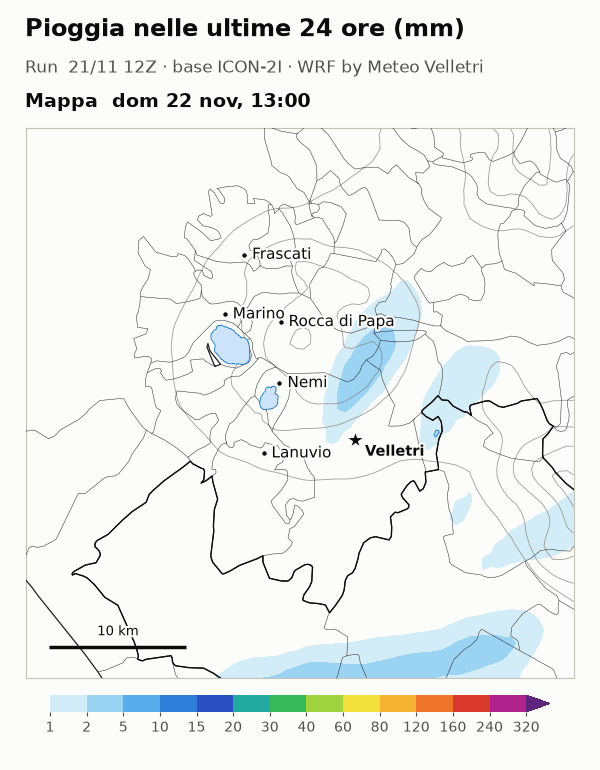 Pioggia nelle ultime 24 ore (mm)
Run  21/11 12Z · base ICON-2I · WRF by Meteo Velletri
Mappa  dom 22 nov, 13:00
Frascati
Marino
Rocca di Papa
Nemi
Lanuvio
Velletri
10 km
1 2 5 10 15 20 30 40 60 80 120 160 240 320